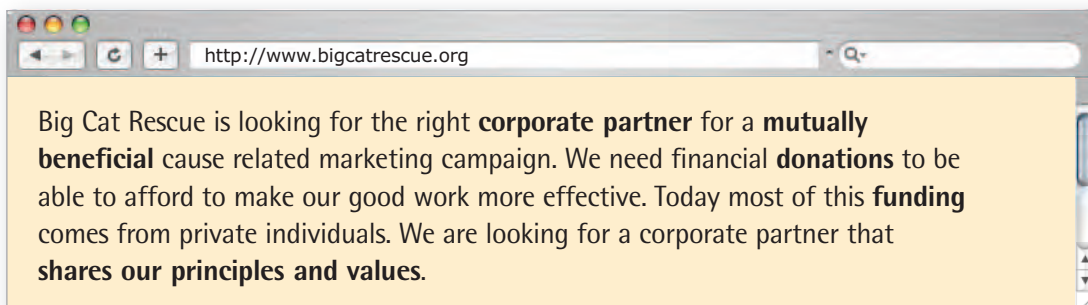 http://www.bigcatrescue.org
Big Cat Rescue is looking for the right corporate partner for a mutually
beneficial cause related marketing campaign. We need financial donations to be
able to afford to make our good work more effective. Today most of this funding
comes from private individuals. We are looking for a corporate partner that
shares our principles and values.